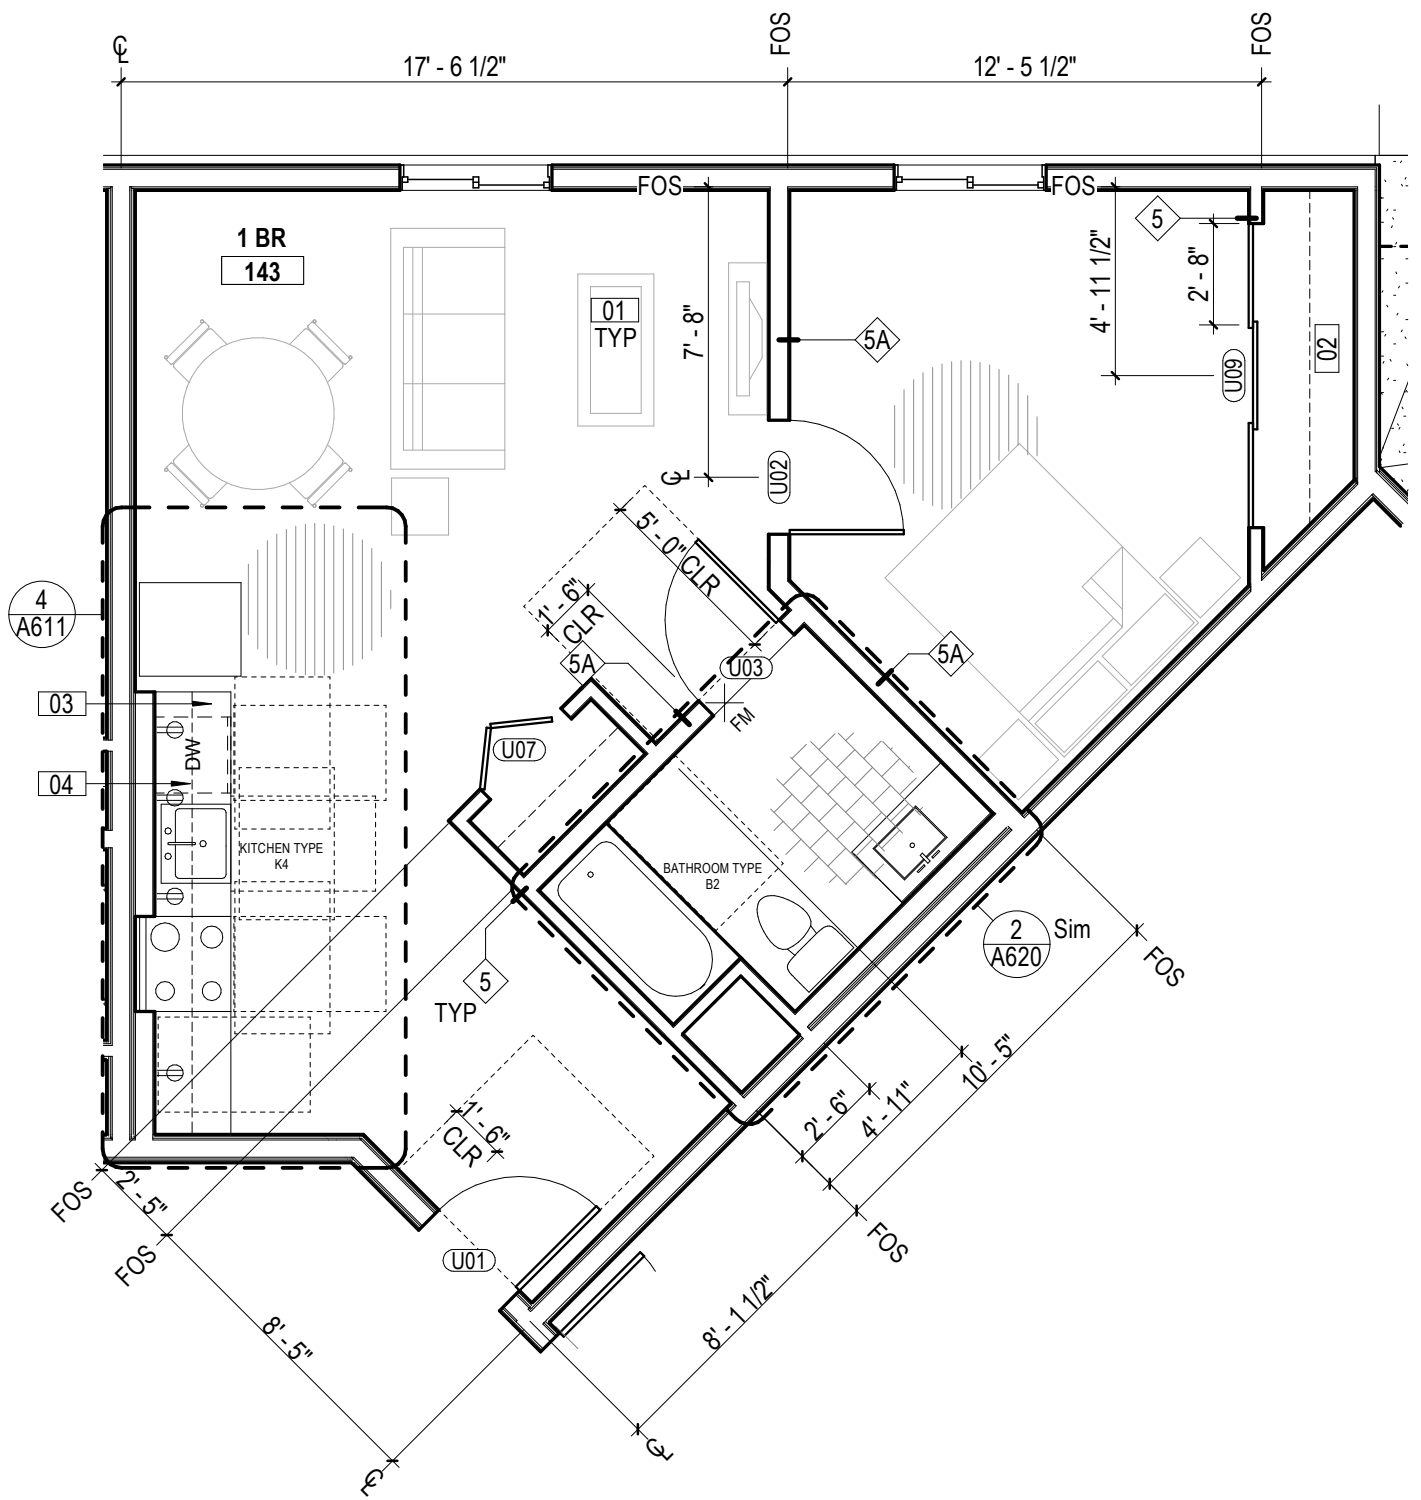 ℄
FOS
FOS
17' - 6 1/2"
12' - 5 1/2"
FOS
FOS
1 BR
143
01
TYP
7' - 8"
5A
5
4' - 11 1/2"
2' - 8"
U09
02
℄
U02
5' - 0"
CLR
1' - 6"
CLR
4
A611
5A
U03
5A
FM
03
DW
04
U07
KITCHEN TYPE
K4
BATHROOM TYPE
B2
2
A620
Sim
FOS
5
TYP
10' - 5"
4' - 11"
2' - 6"
1' - 6"
CLR
FOS
2' - 5"
FOS
FOS
U01
8' - 5"
8' - 1 1/2"
℄
℄